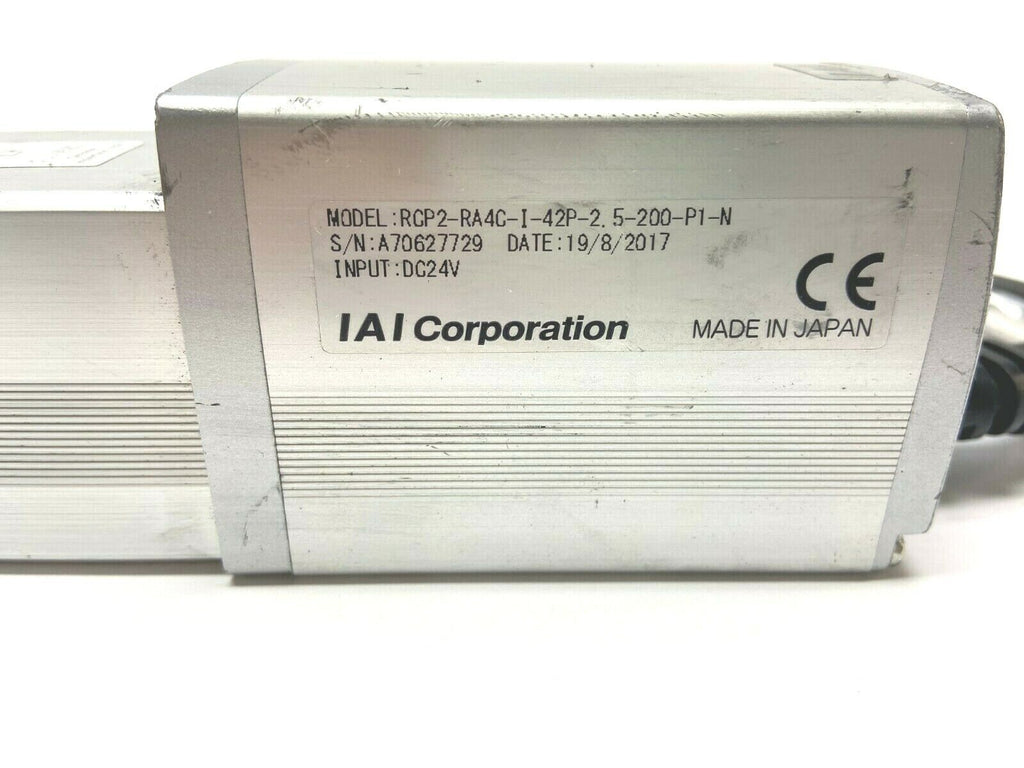 MODEL:RCP2-RA4C-I-42P-2.5-200-P1-N
S/N:A70627729 DATE:19/8/2017
INPUT:DC24V
CE
IAI Corporation MADE IN JAPAN